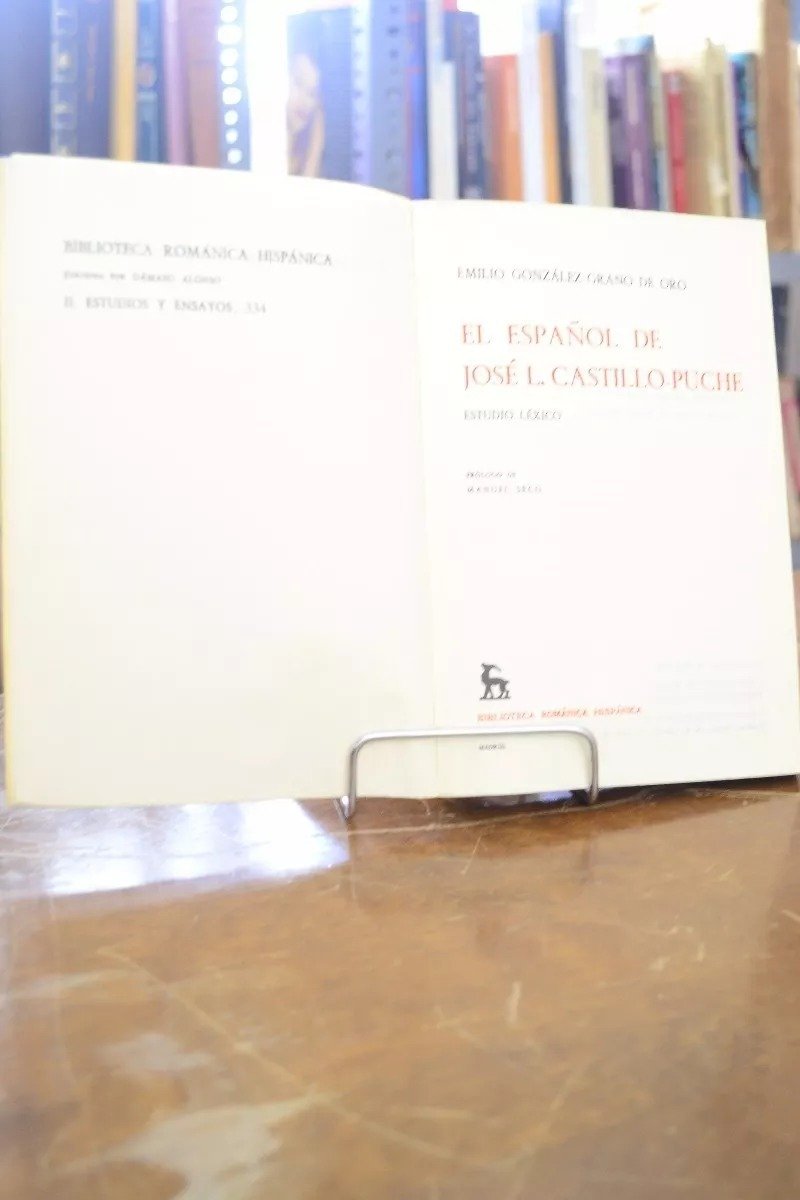 BIBLIOTECA ROMÁNICA HISPÁNICA
DIRIGIDA POR DÁMASO ALONSO
II. ESTUDIOS Y ENSAYOS, 334
EMILIO GONZÁLEZ-GRANO DE ORO
EL ESPAÑOL DE
JOSÉ L. CASTILLO-PUCHE
ESTUDIO LÉXICO
PRÓLOGO DE
MANUEL SECO
BIBLIOTECA ROMÁNICA HISPÁNICA
MADRID